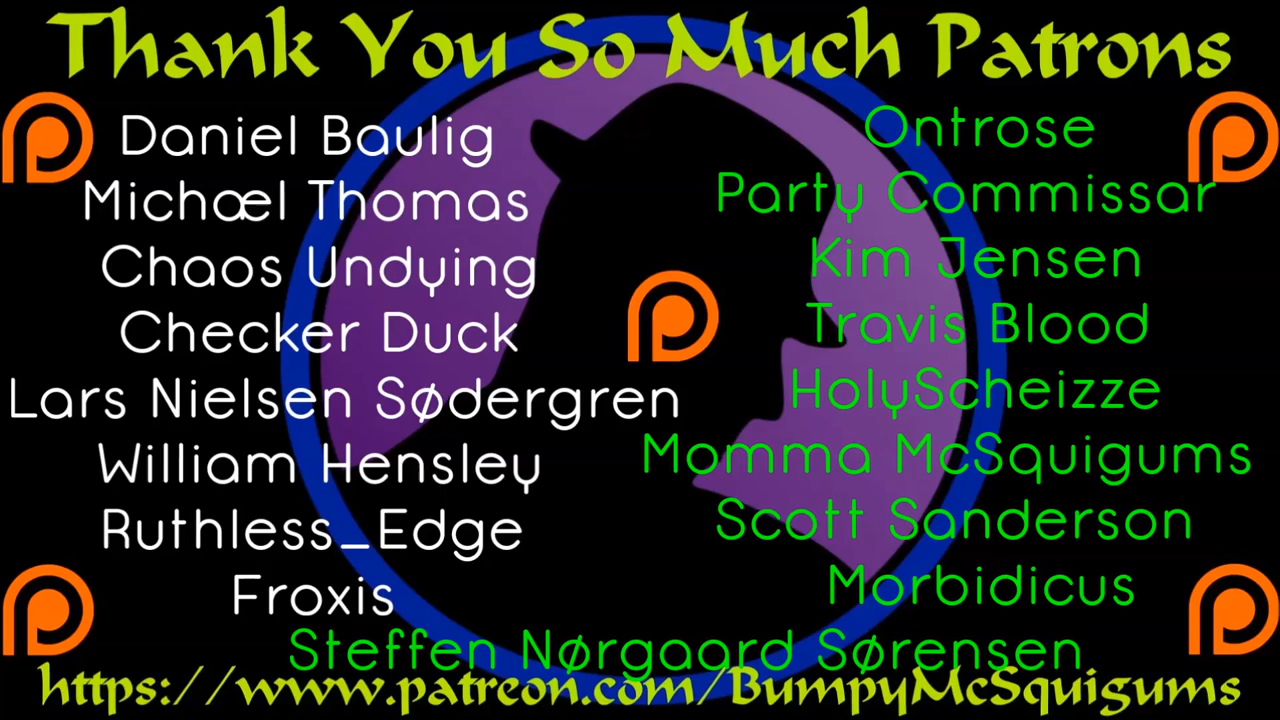 Thank You So Much Patrons
Daniel Baulig
Michæl Thomas
Chaos Undying
Checker Duck
Lars Nielsen Sødergren
William Hensley
Ruthless_Edge
Froxis
Ontrose
Party Commissar
Kim Jensen
Travis Blood
HolyScheizze
Momma McSquigums
Scott Sanderson
Morbidicus
Steffen Nørgaard Sørensen
https://www.patreon.com/BumpyMcSquigums